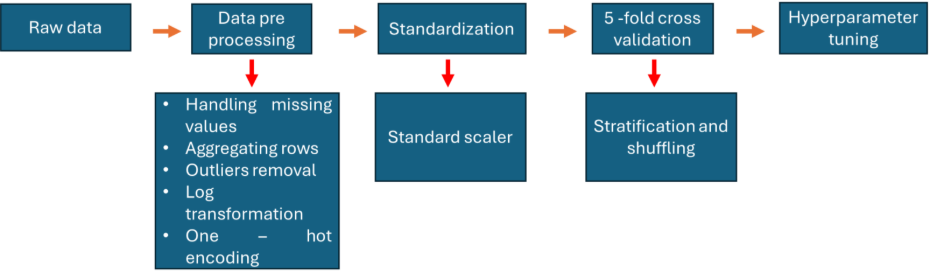 Raw data
Data pre
processing
Standardization
5 -fold cross
validation
Hyperparameter
tuning
• Handling missing
values
• Aggregating rows
• Outliers removal
• Log
transformation
• One – hot
encoding
Standard scaler
Stratification and
shuffling